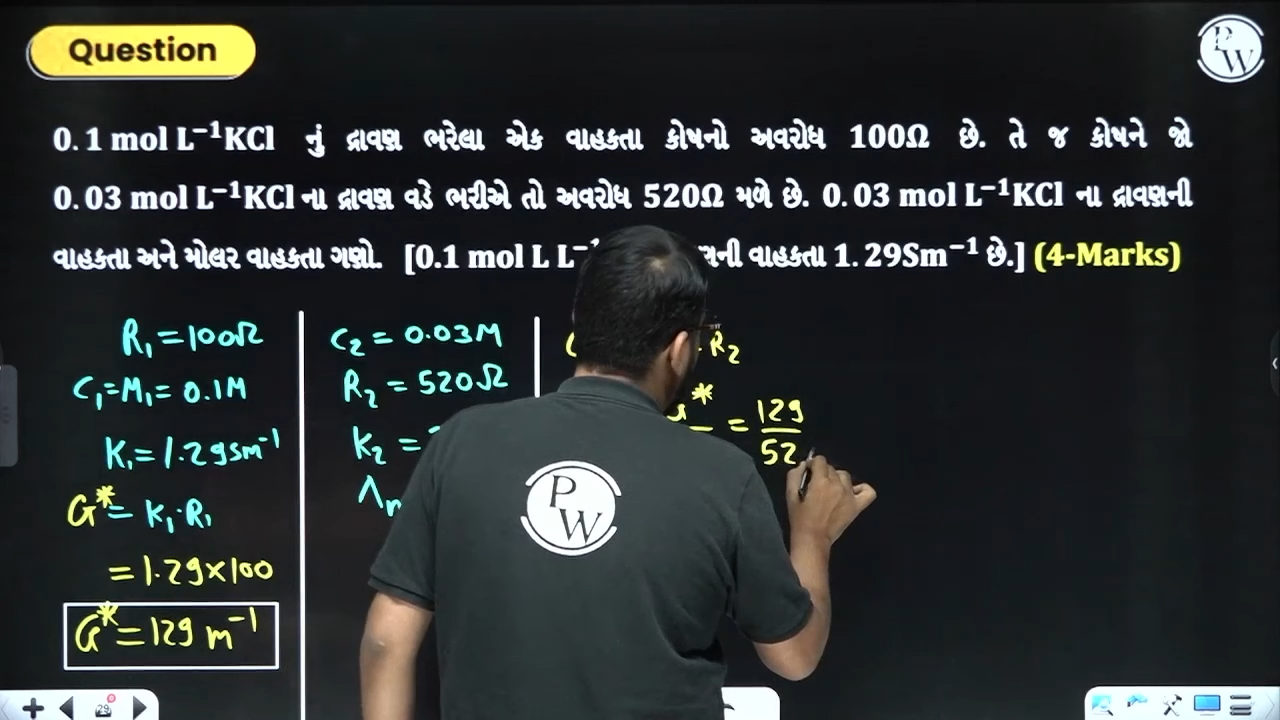 Question
PW
0.1 mol L⁻¹KCl નું દ્રાવણ ભરેલા એક વાહકતા કોષનો અવરોધ 100Ω છે. તે જ કોષને જો
0.03 mol L⁻¹KCl ના દ્રાવણ વડે ભરીએ તો અવરોધ 520Ω મળે છે. 0.03 mol L⁻¹KCl ના દ્રાવણની
વાહકતા અને મોલર વાહકતા ગણો. [0.1 mol L L⁻ ની વાહકતા 1.29Sm⁻¹ છે.] (4-Marks)
R₁ = 100Ω
C₁=M₁= 0.1M
K₁= 1.29sm⁻¹
G* = K₁·R₁
= 1.29×100
G* = 129 m⁻¹
C₂ = 0.03M
R₂ = 520Ω
K₂ =
Λ
R₂
* = 129
52
PW
29